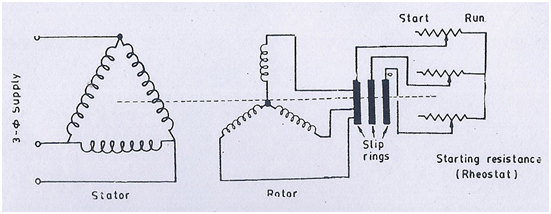 Start Run
3-Φ Supply
Slip
rings
Starting resistance
(Rheostat)
Stator
Rotor